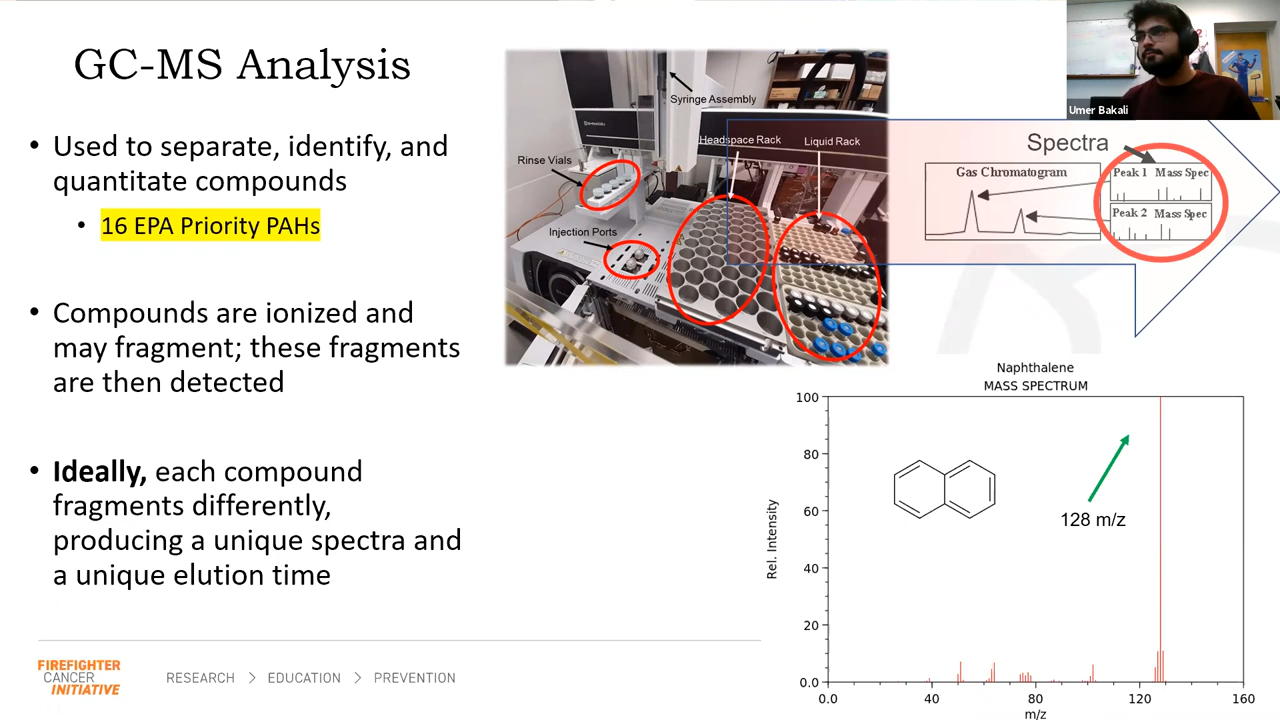 GC-MS Analysis
• Used to separate, identify, and
quantitate compounds
• 16 EPA Priority PAHs
• Compounds are ionized and
may fragment; these fragments
are then detected
• Ideally, each compound
fragments differently,
producing a unique spectra and
a unique elution time
Syringe Assembly
Headspace Rack
Liquid Rack
Rinse Vials
Injection Ports
Umer Bakali
Spectra
Gas Chromatogram
Peak 1 Mass Spec
Peak 2 Mass Spec
Naphthalene
MASS SPECTRUM
128 m/z
Rel. Intensity
100
80
60
40
20
0.0
0.0 40 80 120 160
m/z
FIREFIGHTER
CANCER
INITIATIVE
RESEARCH > EDUCATION > PREVENTION